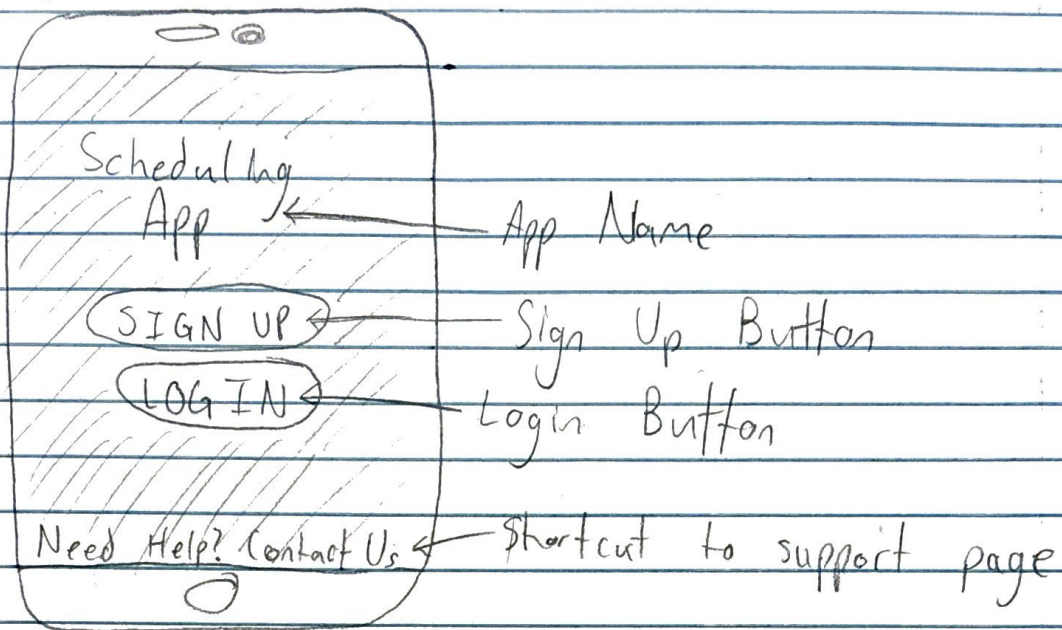 Scheduling
App
App Name
SIGN UP
Sign Up Button
LOGIN
Login Button
Need Help? Contact Us
Shortcut to support page